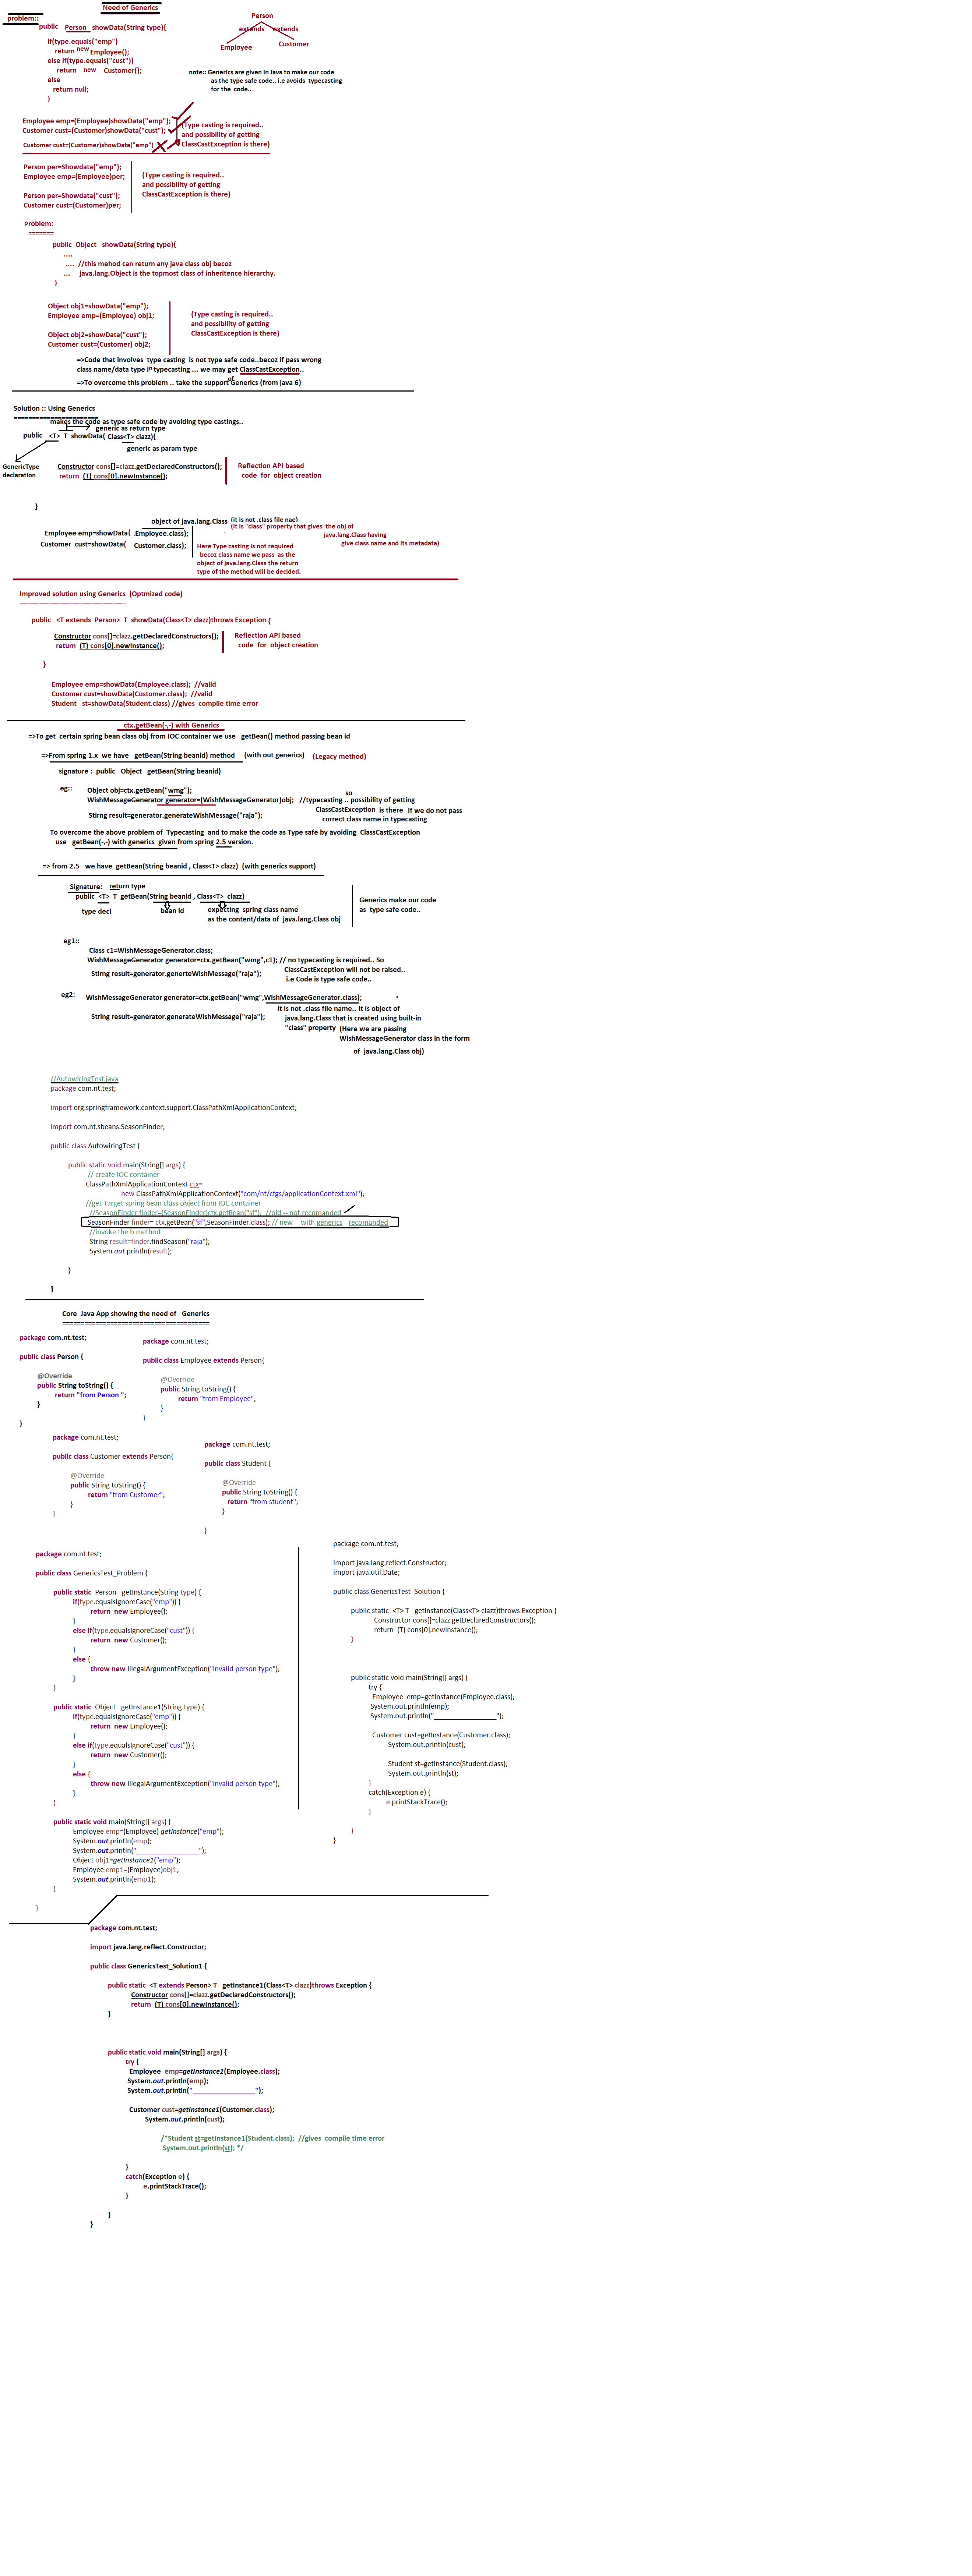 Need of Generics
problem::
public Person showData(String type){
if(type.equals("emp")
return new Employee();
else if(type.equals("cust"))
return new Customer();
else
return null;
}
Person
extends extends
Employee Customer
note:: Generics are given in Java to make our code
as the type safe code.. i.e avoids typecasting
for the code..
Employee emp=(Employee)showData("emp");
Customer cust=(Customer)showData("cust");
Customer cust=(Customer)showData("emp")
(Type casting is required..
and possibility of getting
ClassCastException is there)
Person per=Showdata("emp");
Employee emp=(Employee)per;
Person per=Showdata("cust");
Customer cust=(Customer)per;
(Type casting is required..
and possibility of getting
ClassCastException is there)
Problem:
=======
public Object showData(String type){
....
.... //this mehod can return any java class obj becoz
... java.lang.Object is the topmost class of inheritence hierarchy.
}
Object obj1=showData("emp");
Employee emp=(Employee) obj1;
Object obj2=showData("cust");
Customer cust=(Customer) obj2;
(Type casting is required..
and possibility of getting
ClassCastException is there)
=>Code that involves type casting is not type safe code..becoz if pass wrong
class name/data type in typecasting ... we may get ClassCastException..
of
=>To overcome this problem .. take the support Generics (from java 6)
Solution :: Using Generics
=======================
makes the code as type safe code by avoiding type castings..
generic as return type
public <T> T showData( Class<T> clazz){
generic as param type
GenericType
declaration
Constructor cons[]=clazz.getDeclaredConstructors();
return (T) cons[0].newInstance();
Reflection API based
code for object creation
}
object of java.lang.Class (it is not .class file nae)
(It is "class" property that gives the obj of
java.lang.Class having
give class name and its metadata)
Employee emp=showData( Employee.class);
Customer cust=showData( Customer.class);
Here Type casting is not required
becoz class name we pass as the
object of java.lang.Class the return
type of the method will be decided.
Improved solution using Generics (Optmized code)
-----------------------------------------------
public <T extends Person> T showData(Class<T> clazz)throws Exception {
Constructor cons[]=clazz.getDeclaredConstructors();
return (T) cons[0].newInstance();
Reflection API based
code for object creation
}
Employee emp=showData(Employee.class); //valid
Customer cust=showData(Customer.class); //valid
Student st=showData(Student.class) //gives compile time error
ctx.getBean(-,-) with Generics
=>To get certain spring bean class obj from IOC container we use getBean() method passing bean id
=>From spring 1.x we have getBean(String beanid) method (with out generics) (Legacy method)
signature : public Object getBean(String beanid)
eg:: Object obj=ctx.getBean("wmg");
so
WishMessageGenerator generator=(WishMessageGenerator)obj; //typecasting .. possibility of getting
ClassCastException is there if we do not pass
correct class name in typecasting
Stirng result=generator.generateWishMessage("raja");
To overcome the above problem of Typecasting and to make the code as Type safe by avoiding ClassCastException
use getBean(-,-) with generics given from spring 2.5 version.
=> from 2.5 we have getBean(String beanid , Class<T> clazz) (with generics support)
Signature: return type
public <T> T getBean(String beanid , Class<T> clazz)
type decl bean id expecting spring class name
as the content/data of java.lang.Class obj
Generics make our code
as type safe code..
eg1::
Class c1=WishMessageGenerator.class;
WishMessageGenerator generator=ctx.getBean("wmg",c1); // no typecasting is required.. So
ClassCastException will not be raised..
i.e Code is type safe code..
Stirng result=generator.generteWishMessage("raja");
eg2: WishMessageGenerator generator=ctx.getBean("wmg",WishMessageGenerator.class);
it is not .class file name.. It is object of
java.lang.Class that is created using built-in
"class" property (Here we are passing
WishMessageGenerator class in the form
of java.lang.Class obj)
String result=generator.generateWishMessage("raja");
//AutowiringTest.java
package com.nt.test;
import org.springframework.context.support.ClassPathXmlApplicationContext;
import com.nt.sbeans.SeasonFinder;
public class AutowiringTest {
public static void main(String[] args) {
// create IOC container
ClassPathXmlApplicationContext ctx=
new ClassPathXmlApplicationContext("com/nt/cfgs/applicationContext.xml");
//get Target spring bean class object from IOC container
//SeasonFinder finder=(SeasonFinder)ctx.getBean("sf"); //old -- not recomanded
SeasonFinder finder= ctx.getBean("sf",SeasonFinder.class); // new -- with generics --recomanded
//invoke the b.method
String result=finder.findSeason("raja");
System.out.println(result);
}
}
Core Java App showing the need of Generics
========================================
package com.nt.test;
public class Person {
@Override
public String toString() {
return "from Person ";
}
}
package com.nt.test;
public class Employee extends Person{
@Override
public String toString() {
return "from Employee";
}
}
package com.nt.test;
public class Customer extends Person{
@Override
public String toString() {
return "from Customer";
}
}
package com.nt.test;
public class Student {
@Override
public String toString() {
return "from student";
}
}
package com.nt.test;
public class GenericsTest_Problem {
public static Person getInstance(String type) {
if(type.equalsIgnoreCase("emp")) {
return new Employee();
}
else if(type.equalsIgnoreCase("cust")) {
return new Customer();
}
else {
throw new IllegalArgumentException("invalid person type");
}
}
public static Object getInstance1(String type) {
if(type.equalsIgnoreCase("emp")) {
return new Employee();
}
else if(type.equalsIgnoreCase("cust")) {
return new Customer();
}
else {
throw new IllegalArgumentException("invalid person type");
}
}
public static void main(String[] args) {
Employee emp=(Employee) getInstance("emp");
System.out.println(emp);
System.out.println("__________________");
Object obj1=getInstance1("emp");
Employee emp1=(Employee)obj1;
System.out.println(emp1);
}
}
package com.nt.test;
import java.lang.reflect.Constructor;
import java.util.Date;
public class GenericsTest_Solution {
public static <T> T getInstance(Class<T> clazz)throws Exception {
Constructor cons[]=clazz.getDeclaredConstructors();
return (T) cons[0].newInstance();
}
public static void main(String[] args) {
try {
Employee emp=getInstance(Employee.class);
System.out.println(emp);
System.out.println("__________________");
Customer cust=getInstance(Customer.class);
System.out.println(cust);
Student st=getInstance(Student.class);
System.out.println(st);
}
catch(Exception e) {
e.printStackTrace();
}
}
}
package com.nt.test;
import java.lang.reflect.Constructor;
public class GenericsTest_Solution1 {
public static <T extends Person> T getInstance1(Class<T> clazz)throws Exception {
Constructor cons[]=clazz.getDeclaredConstructors();
return (T) cons[0].newInstance();
}
public static void main(String[] args) {
try {
Employee emp=getInstance1(Employee.class);
System.out.println(emp);
System.out.println("__________________");
Customer cust=getInstance1(Customer.class);
System.out.println(cust);
/*Student st=getInstance1(Student.class); //gives compile time error
System.out.println(st); */
}
catch(Exception e) {
e.printStackTrace();
}
}
}